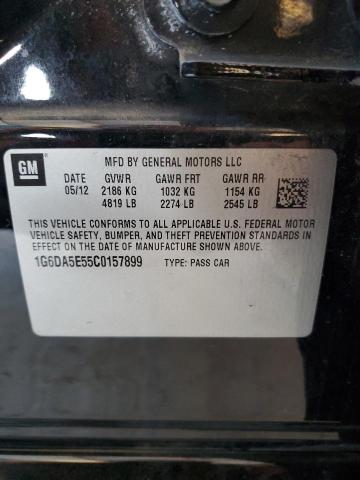 GM
MFD BY GENERAL MOTORS LLC
DATE GVWR GAWR FRT GAWR RR
05/12 2186 KG 1032 KG 1154 KG
4819 LB 2274 LB 2545 LB
THIS VEHICLE CONFORMS TO ALL APPLICABLE U.S. FEDERAL MOTOR
VEHICLE SAFETY, BUMPER, AND THEFT PREVENTION STANDARDS
IN EFFECT ON THE DATE OF MANUFACTURE SHOWN ABOVE.
1G6DA5E55C0157899 TYPE: PASS CAR